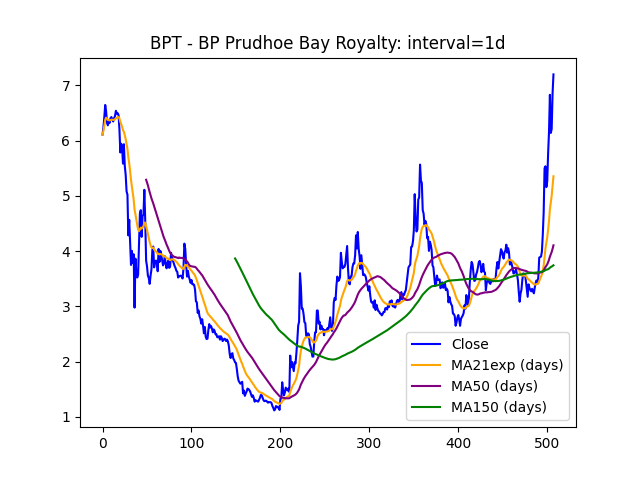 BPT - BP Prudhoe Bay Royalty: interval=1d
7
6
5
4
3
2
1
0
100
200
300
400
500
Close
MA21exp (days)
MA50 (days)
MA150 (days)